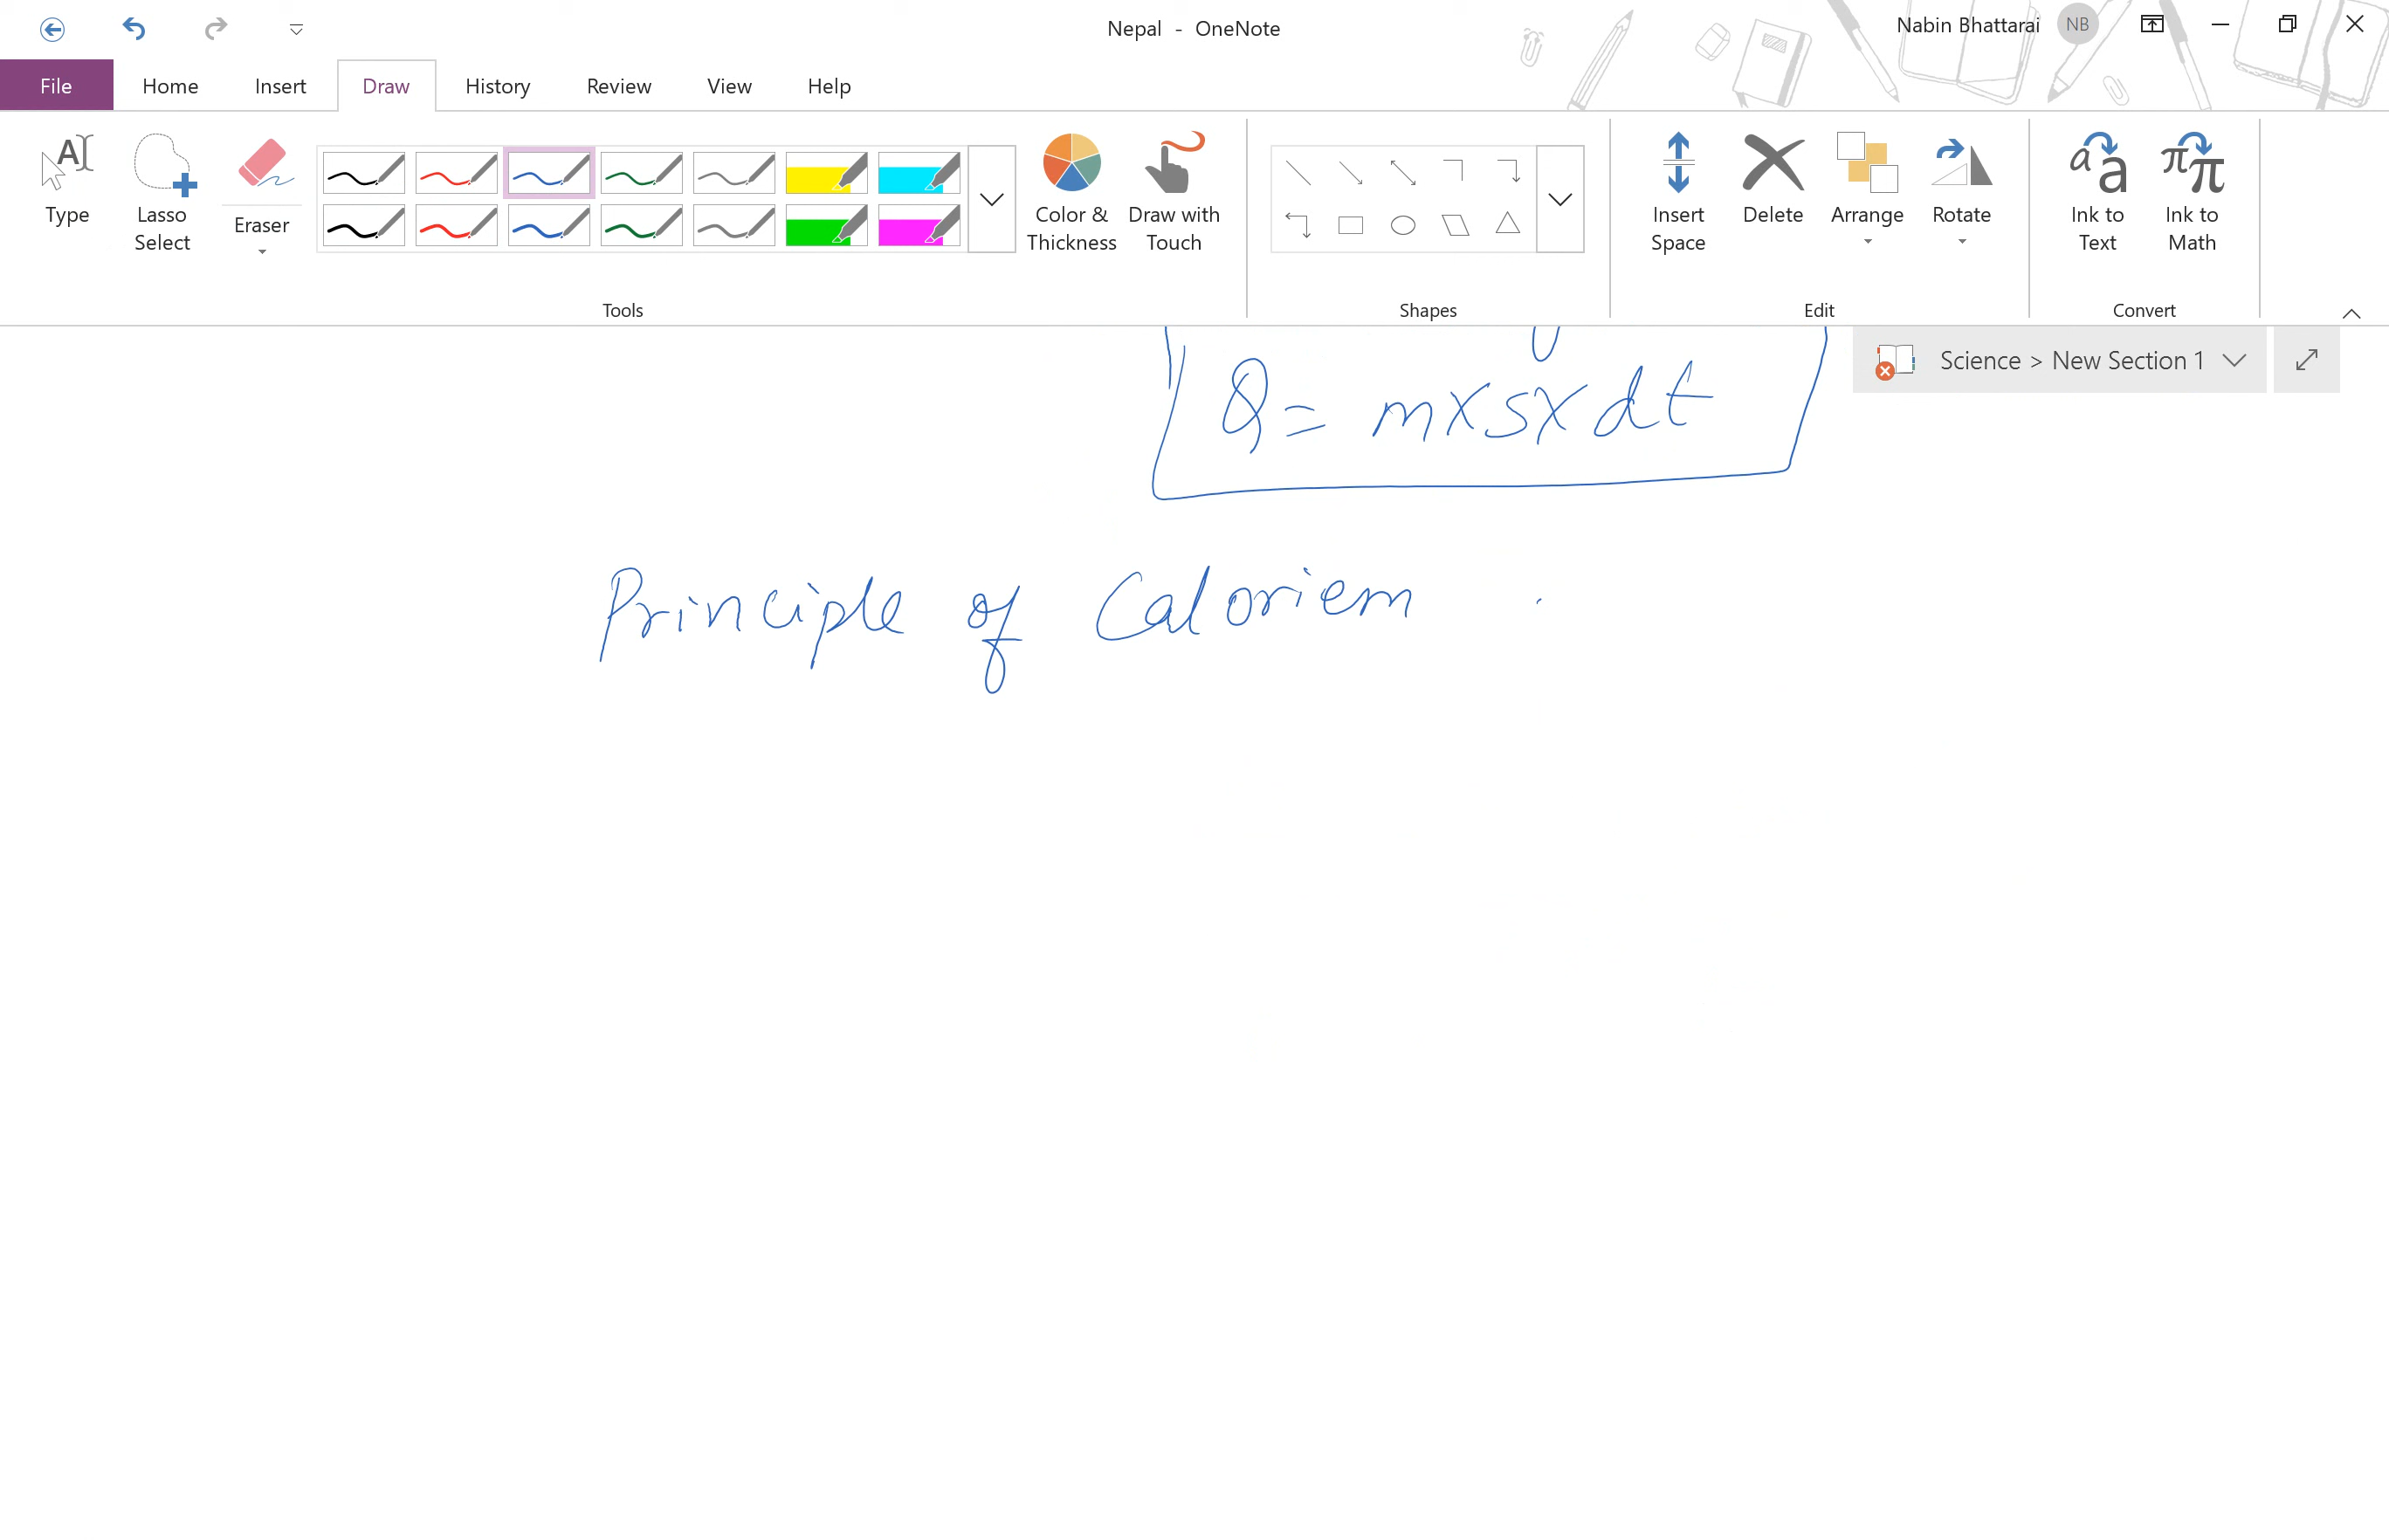 Nepal - OneNote
Nabin Bhattarai NB
File Home Insert Draw History Review View Help
Type
Lasso Select
Eraser
Color & Thickness
Draw with Touch
Insert Space
Delete
Arrange
Rotate
Ink to Text
Ink to Math
Tools Shapes Edit Convert
Science > New Section 1
Q = m x s x dt
Principle of Caloriem